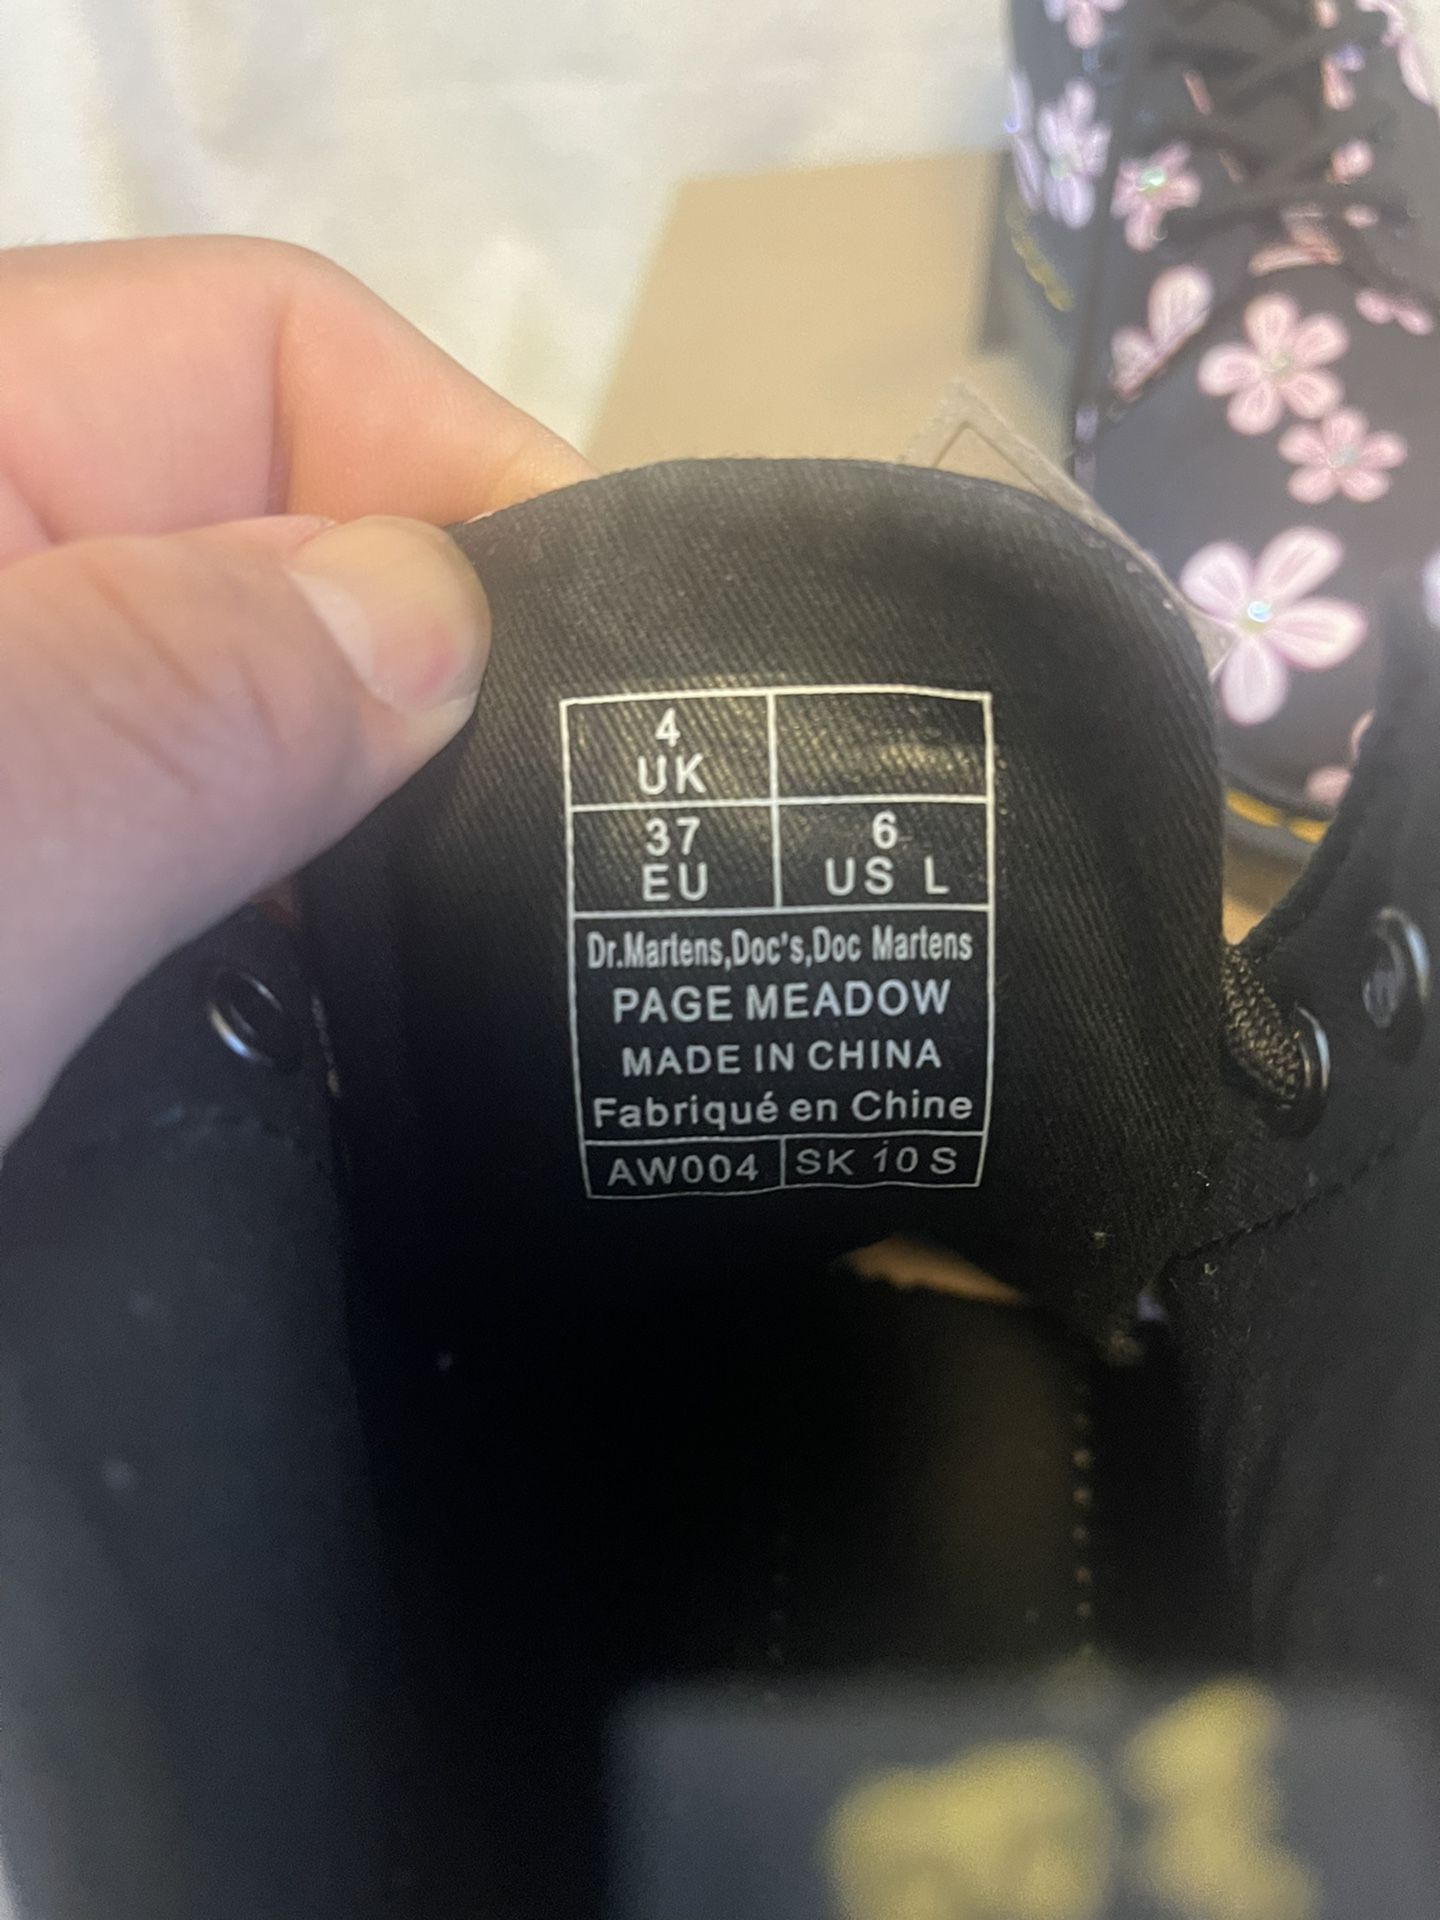 4
UK
37
EU
6
US L
Dr.Martens,Doc's,Doc Martens
PAGE MEADOW
MADE IN CHINA
Fabriqué en Chine
AW004
SK 10 S